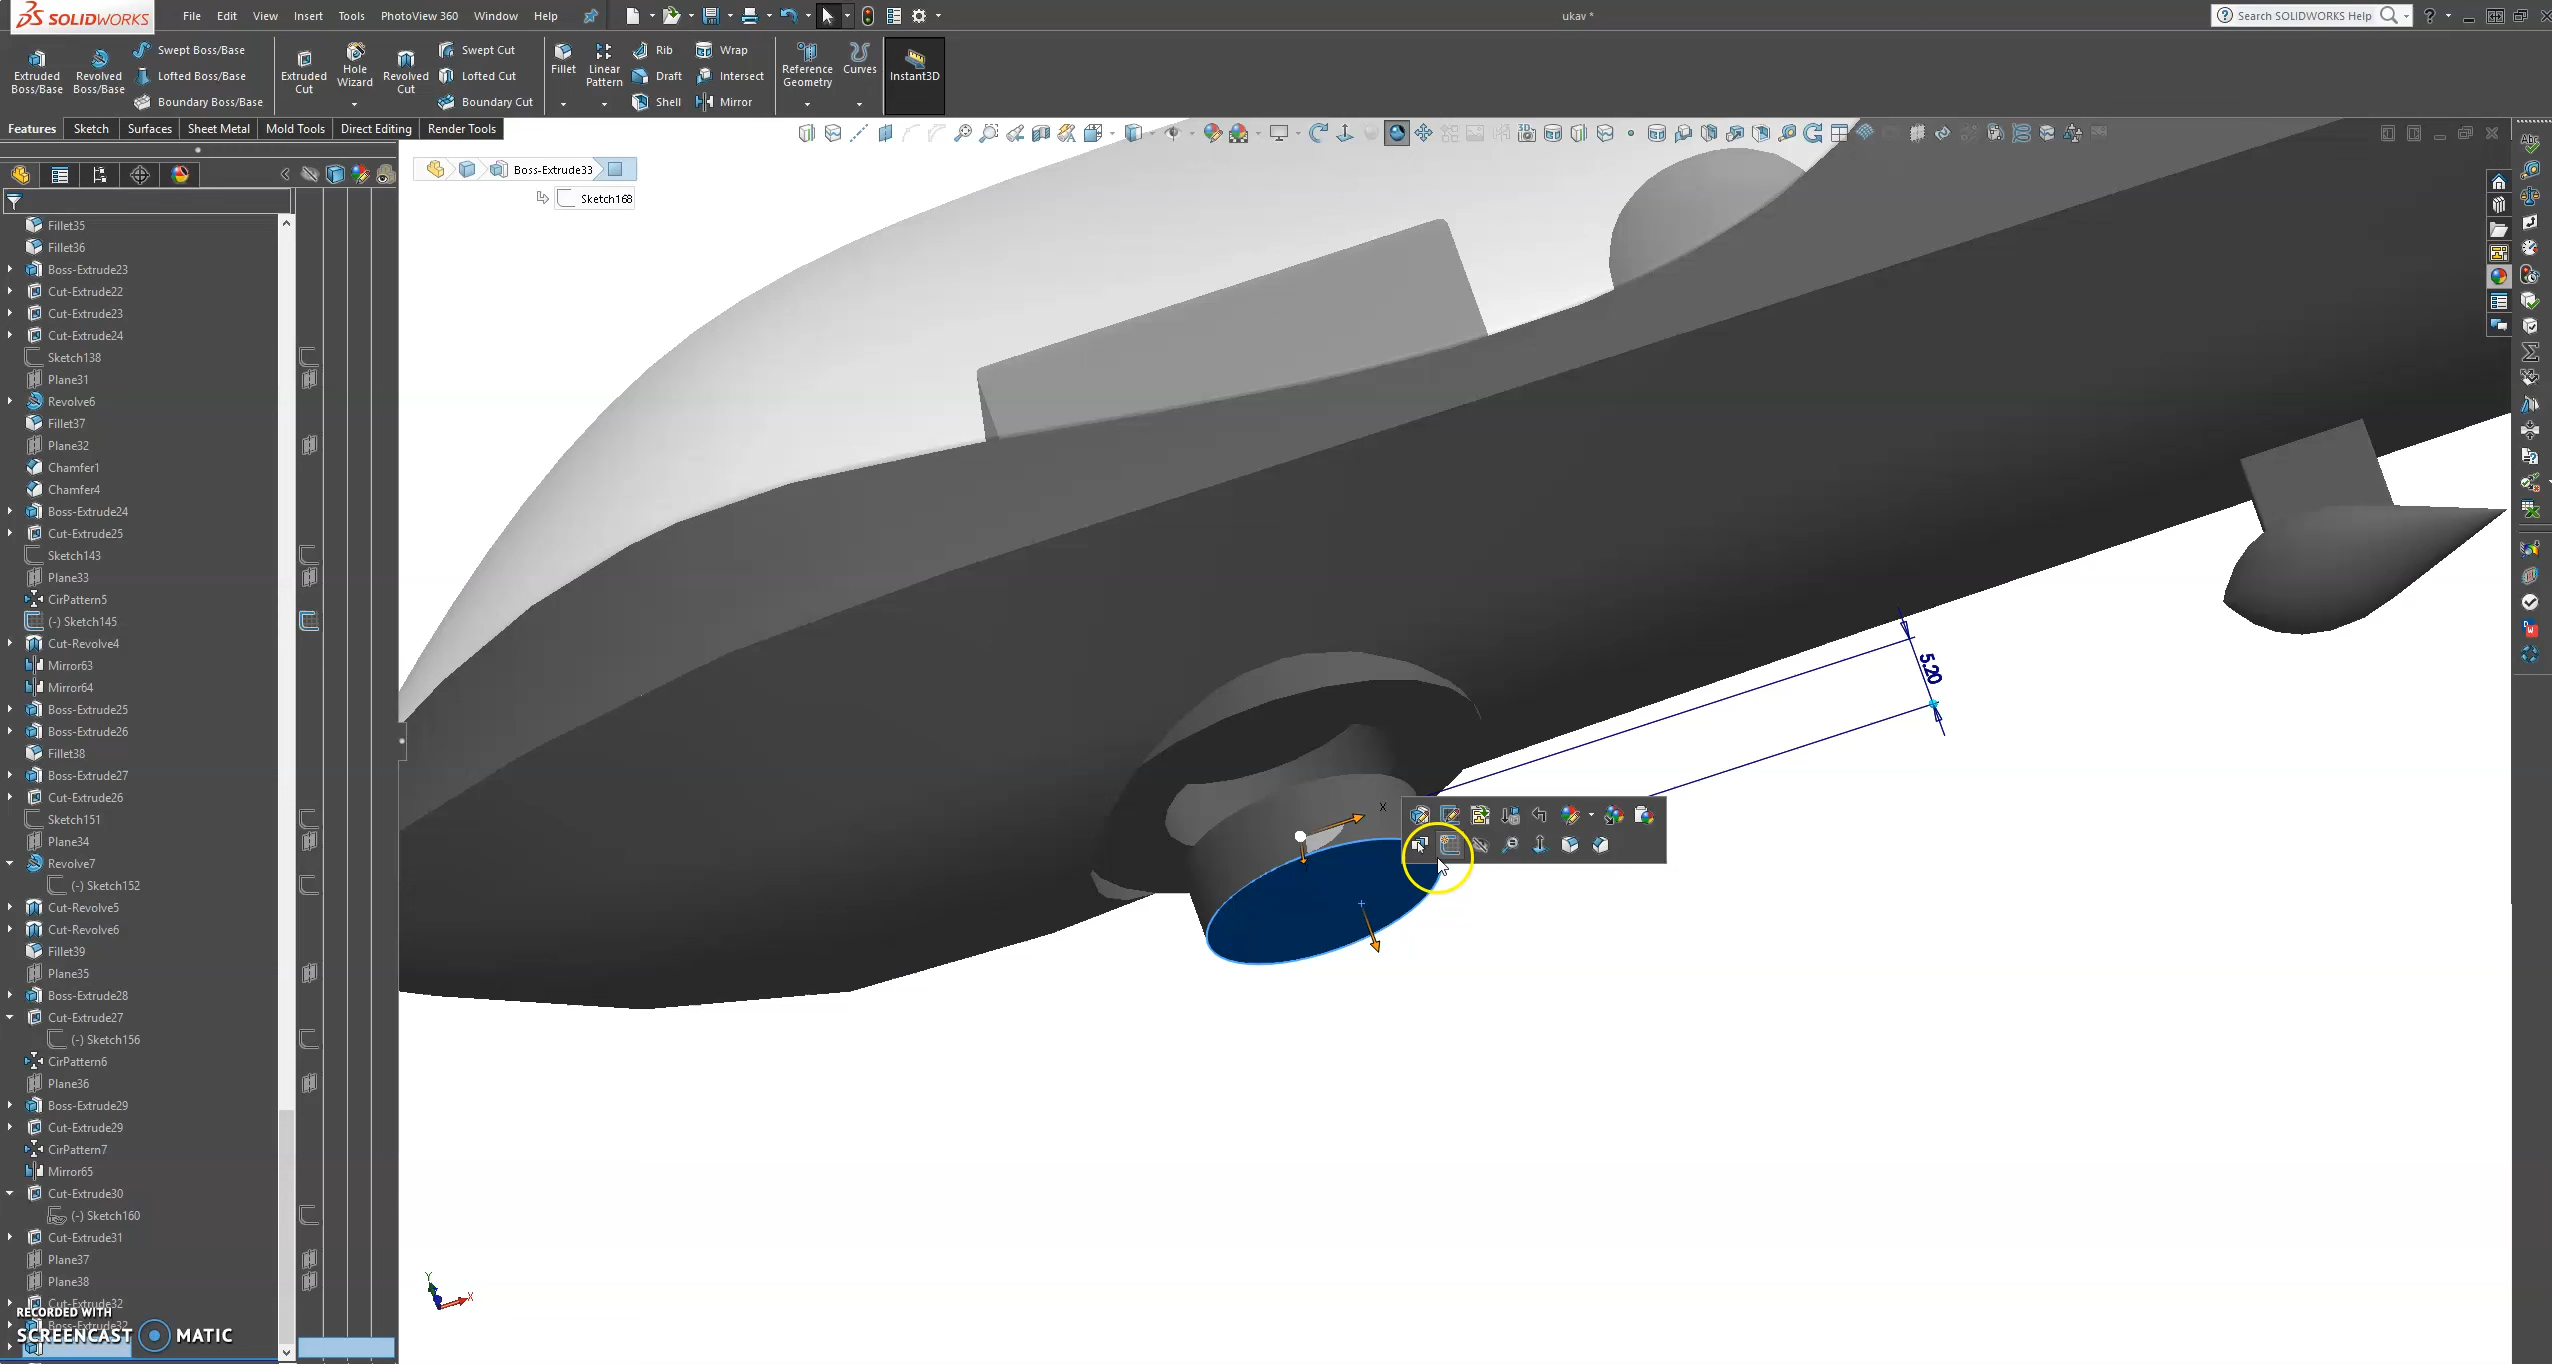 SOLIDWORKS File Edit View Insert Tools PhotoView 360 Window Help ukav * Search SOLIDWORKS Help ?
Extruded Boss/Base
Revolved Boss/Base
Swept Boss/Base
Lofted Boss/Base
Boundary Boss/Base
Extruded Cut
Hole Wizard
Revolved Cut
Swept Cut
Lofted Cut
Boundary Cut
Fillet
Linear Pattern
Rib
Draft
Shell
Wrap
Intersect
Mirror
Reference Geometry
Curves
Instant3D
Features Sketch Surfaces Sheet Metal Mold Tools Direct Editing Render Tools
Boss-Extrude33
Sketch168
Fillet35
Fillet36
Boss-Extrude23
Cut-Extrude22
Cut-Extrude23
Cut-Extrude24
Sketch138
Plane31
Revolve6
Fillet37
Plane32
Chamfer1
Chamfer4
Boss-Extrude24
Cut-Extrude25
Sketch143
Plane33
CirPattern5
(-) Sketch145
Cut-Revolve4
Mirror63
Mirror64
Boss-Extrude25
Boss-Extrude26
Fillet38
Boss-Extrude27
Cut-Extrude26
Sketch151
Plane34
Revolve7
(-) Sketch152
Cut-Revolve5
Cut-Revolve6
Fillet39
Plane35
Boss-Extrude28
Cut-Extrude27
(-) Sketch156
CirPattern6
Plane36
Boss-Extrude29
Cut-Extrude29
CirPattern7
Mirror65
Cut-Extrude30
(-) Sketch160
Cut-Extrude31
Plane37
Plane38
Cut-Extrude32
Boss-Extrude32
RECORDED WITH
SCREENCAST MATIC
5.20
X
Y
X